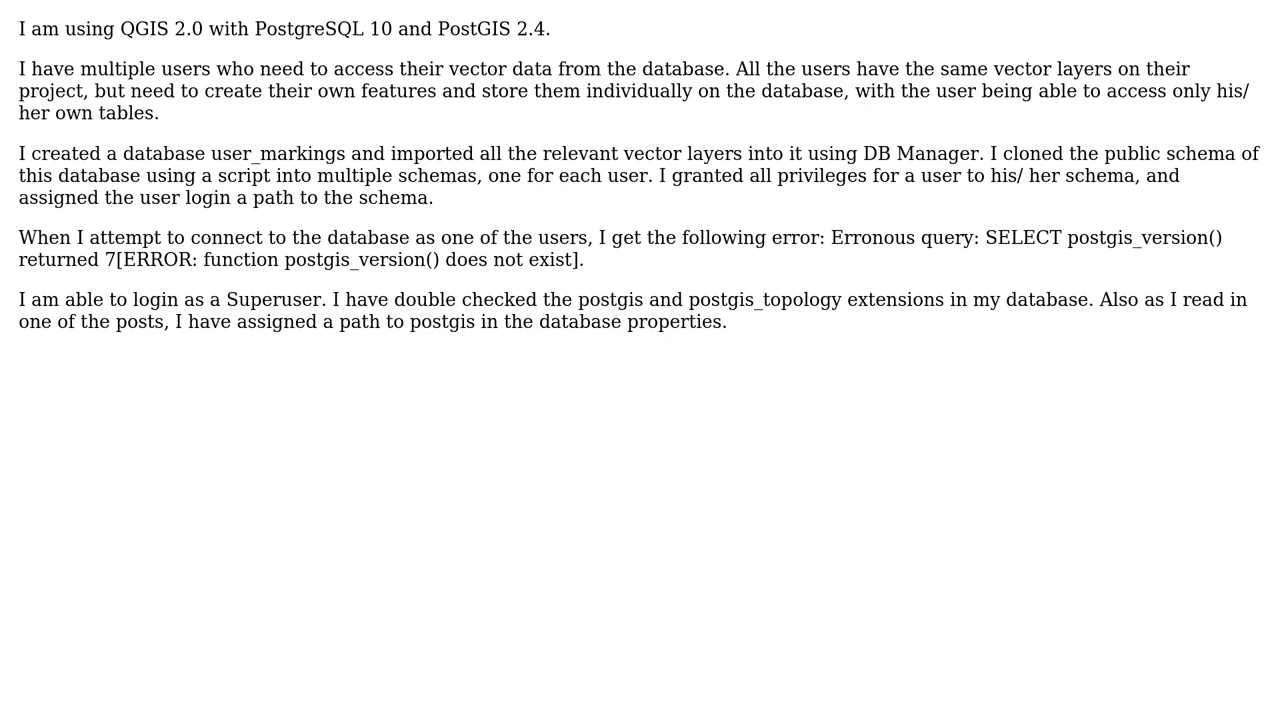 I am using QGIS 2.0 with PostgreSQL 10 and PostGIS 2.4.
I have multiple users who need to access their vector data from the database. All the users have the same vector layers on their
project, but need to create their own features and store them individually on the database, with the user being able to access only his/
her own tables.
I created a database user_markings and imported all the relevant vector layers into it using DB Manager. I cloned the public schema of
this database using a script into multiple schemas, one for each user. I granted all privileges for a user to his/ her schema, and
assigned the user login a path to the schema.
When I attempt to connect to the database as one of the users, I get the following error: Erronous query: SELECT postgis_version()
returned 7[ERROR: function postgis_version() does not exist].
I am able to login as a Superuser. I have double checked the postgis and postgis_topology extensions in my database. Also as I read in
one of the posts, I have assigned a path to postgis in the database properties.